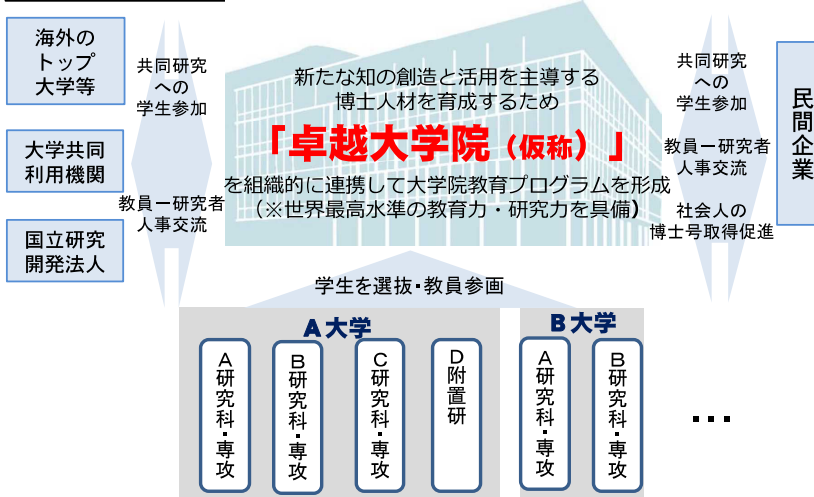 海外の
トップ
大学等
大学共同
利用機関
国立研究
開発法人
共同研究
への
学生参加
教員ー研究者
人事交流
新たな知の創造と活用を主導する
博士人材を育成するため
「卓越大学院（仮称）」
を組織的に連携して大学院教育プログラムを形成
（※世界最高水準の教育力・研究力を具備）
共同研究
への
学生参加
教員ー研究者
人事交流
社会人の
博士号取得促進
民間企業
学生を選抜・教員参画
A大学
A研究科・専攻
B研究科・専攻
C研究科・専攻
D附置研
B大学
A研究科・専攻
B研究科・専攻
…